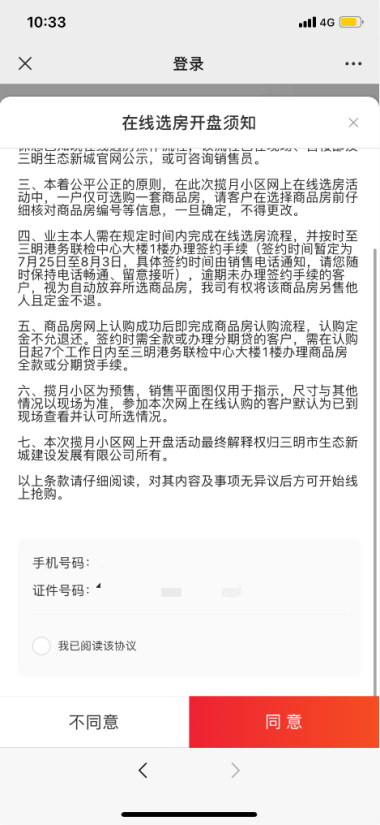 10:33
4G
登录
在线选房开盘须知
三明生态新城官网公示，或可咨询销售员。
三、本着公平公正的原则，在此次揽月小区网上在线选房活
动中，一户仅可选购一套商品房，请客户在选择商品房前仔
细核对商品房编号等信息，一旦确定，不得更改。
四、业主本人需在规定时间内完成在线选房流程，并按时至
三明港务联检中心大楼1楼办理签约手续（签约时间暂定为
7月25日至8月3日，具体签约时间由销售电话通知，请您随
时保持电话畅通、留意接听），逾期未办理签约手续的客
户，视为自动放弃所选商品房，我司有权将该商品房另售他
人且定金不退。
五、商品房网上认购成功后即完成商品房认购流程，认购定
金不允退还。签约时需全款或办理分期贷的客户，需在认购
日起7个工作日内至三明港务联检中心大楼1楼办理商品房
全款或分期贷手续。
六、揽月小区为预售，销售平面图仅用于指示，尺寸与其他
情况以现场为准，参加本次网上在线认购的客户默认为已到
现场查看并认可所选情况。
七、本次揽月小区网上开盘活动最终解释权归三明市生态新
城建设发展有限公司所有。
以上条款请仔细阅读，对其内容及事项无异议后方可开始线
上抢购。
手机号码：
证件号码：
我已阅读该协议
不同意
同意